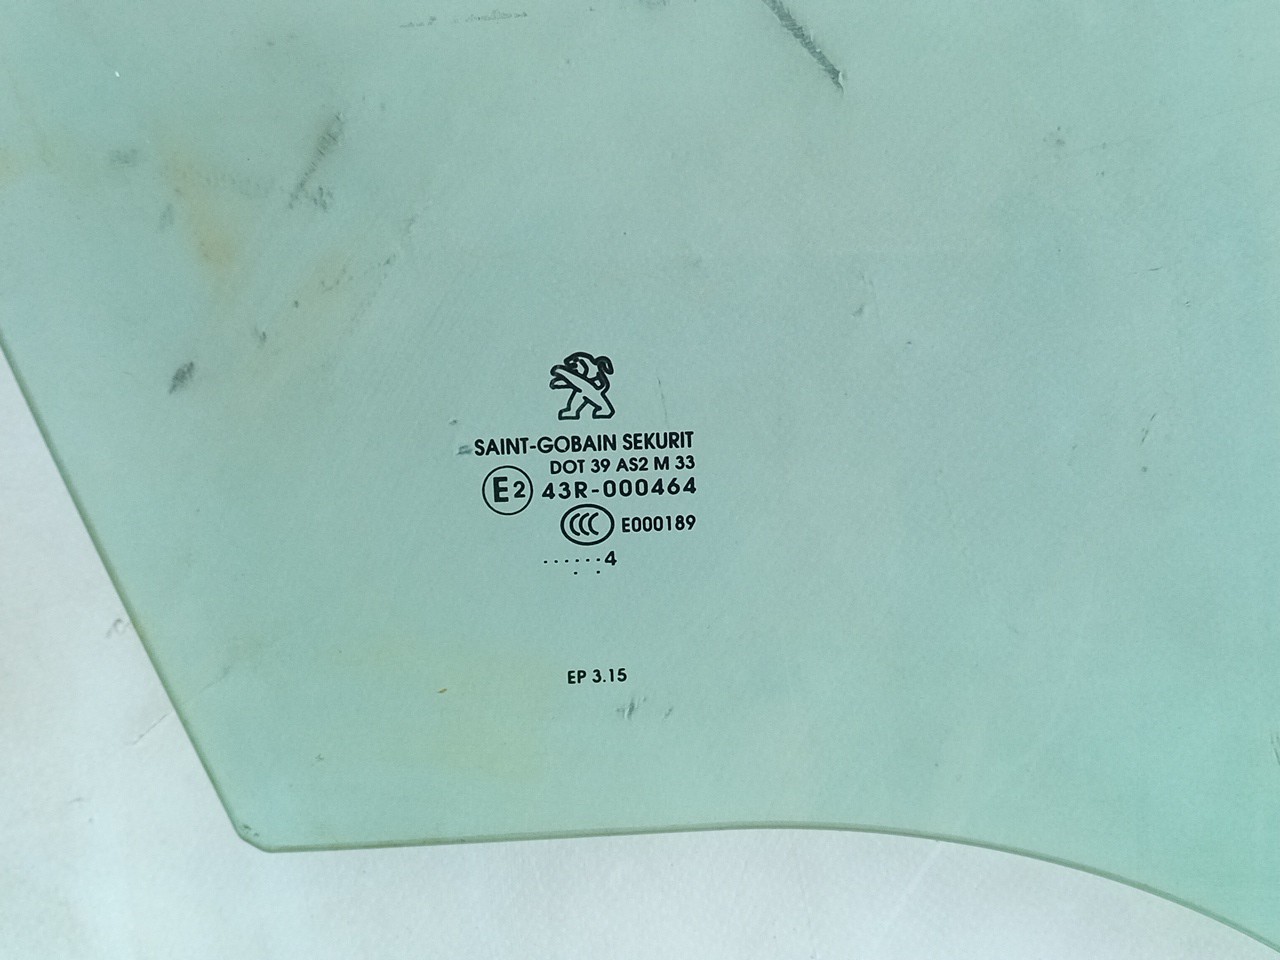 SAINT-GOBAIN SEKURIT
DOT 39 AS2 M 33
E2 43R-000464
CCC E000189
......4
. .
EP 3.15